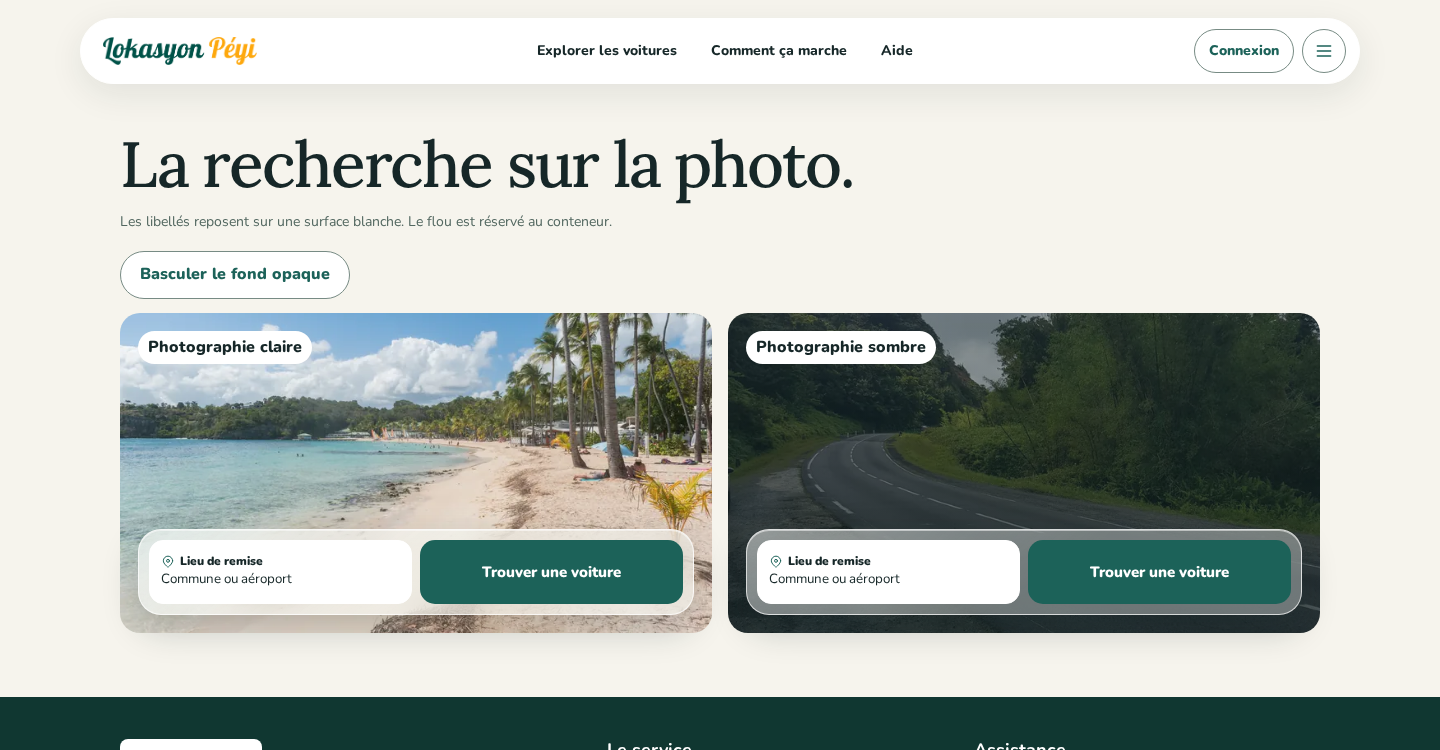 Lokasyon Péyi
Explorer les voitures
Comment ça marche
Aide
Connexion
La recherche sur la photo.
Les libellés reposent sur une surface blanche. Le flou est réservé au conteneur.
Basculer le fond opaque
Photographie claire
Lieu de remise
Commune ou aéroport
Trouver une voiture
Photographie sombre
Lieu de remise
Commune ou aéroport
Trouver une voiture
Le service
Assistance